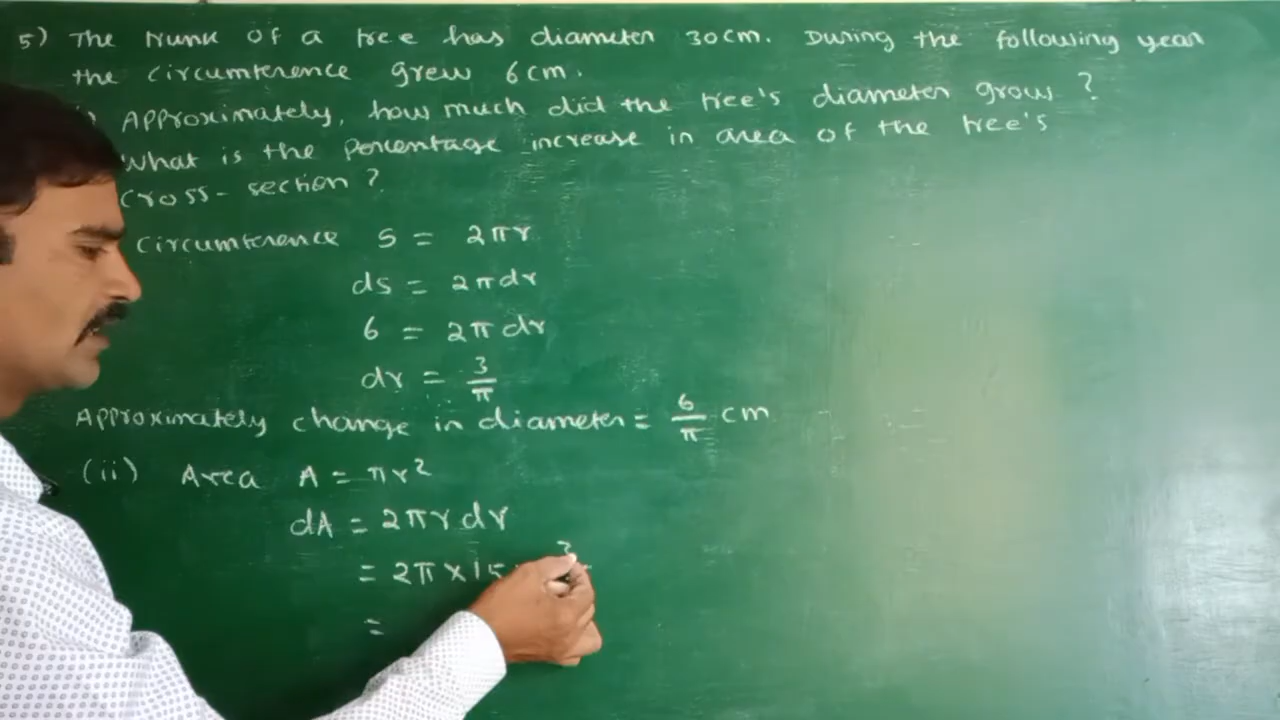 5) The trunk of a tree has diameter 30cm. During the following year
the circumference grew 6cm.
) Approximately, how much did the tree's diameter grow ?
What is the percentage increase in area of the tree's
cross-section ?
Circumference S = 2πr
ds = 2πdr
6 = 2π dr
dr = 3/π
Approximately change in diameter = 6/π cm
(ii) Area A = πr²
dA = 2πr dr
= 2π×15
=